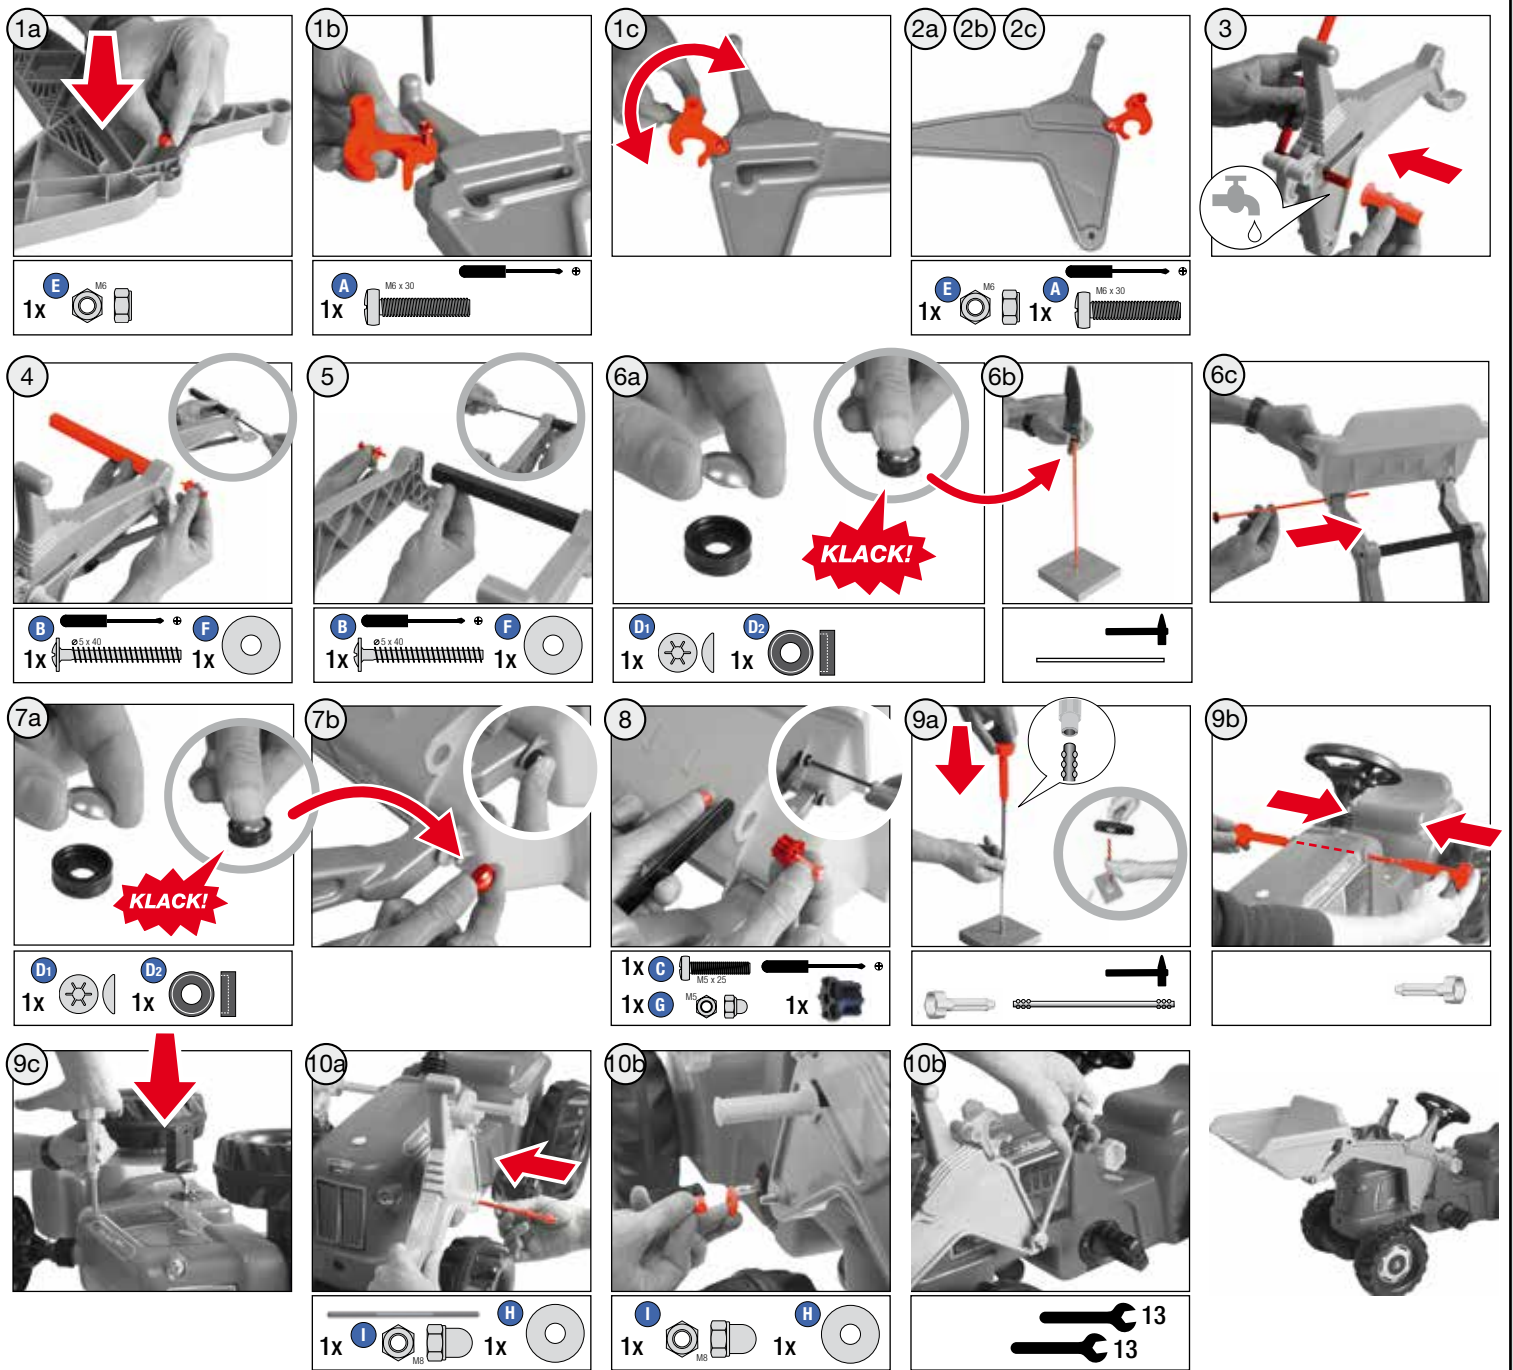 1a
1b
1c
2a 2b 2c
3
E M6
1x
A M6 x 30
1x
E M6 A M6 x 30
1x 1x
4
5
6a
6b
6c
KLACK!
B ø 5 x 40 F
1x 1x
B ø 5 x 40 F
1x 1x
D1 D2
1x 1x
7a
7b
8
9a
9b
KLACK!
D1 D2
1x 1x
1x C M5 x 25
1x G M5 1x
9c
10a
10b
10b
1x I M8 1x H
I H
1x M8 1x
13
13